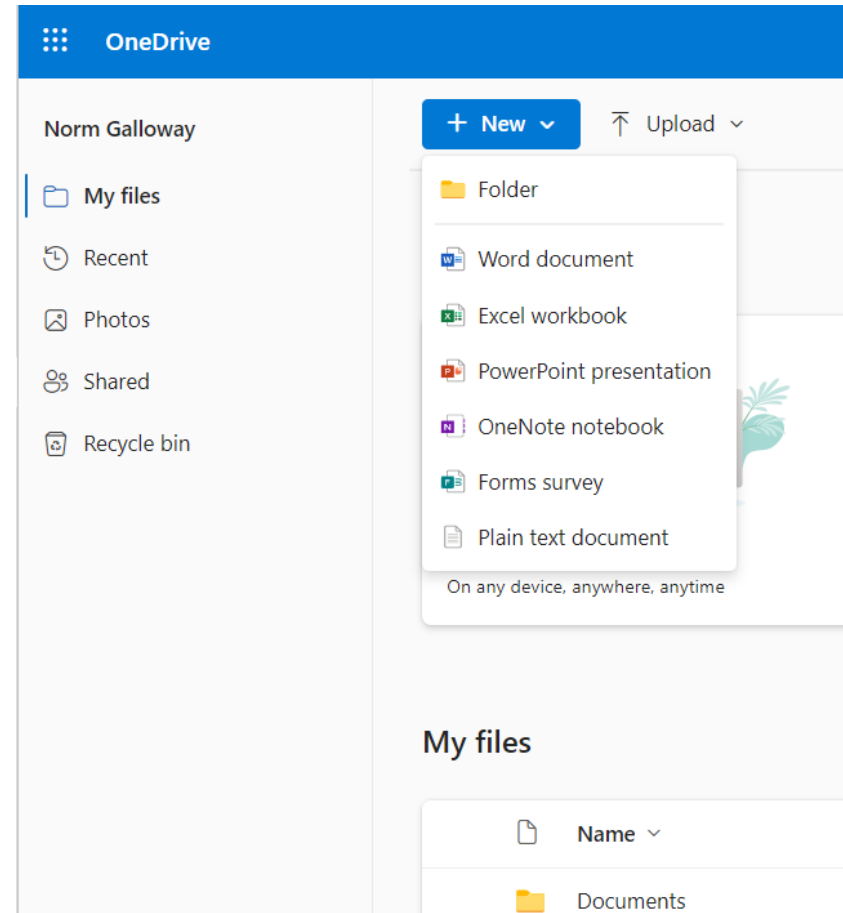 OneDrive
Norm Galloway
My files
Recent
Photos
Shared
Recycle bin
+ New
Upload
Folder
Word document
Excel workbook
PowerPoint presentation
OneNote notebook
Forms survey
Plain text document
On any device, anywhere, anytime
My files
Name
Documents